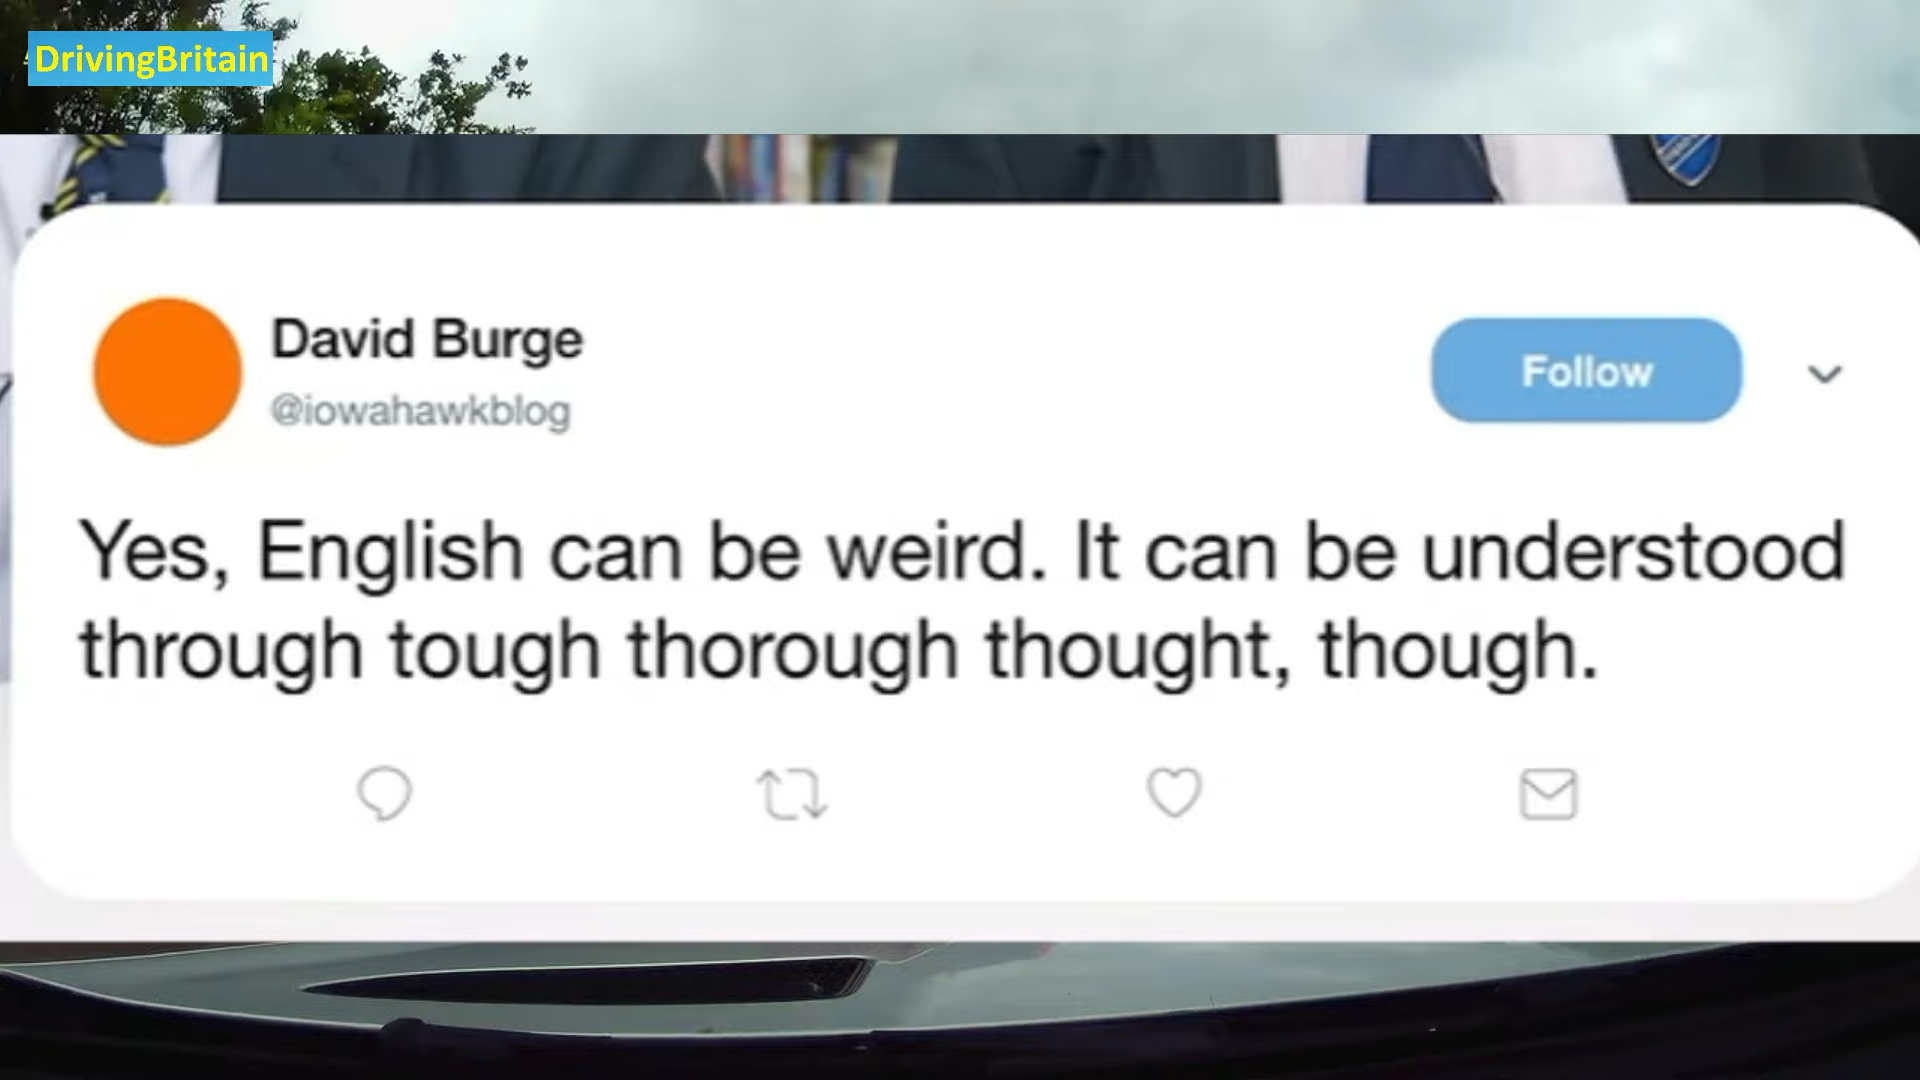 DrivingBritain
David Burge
@iowahawkblog
Follow
Yes, English can be weird. It can be understood
through tough thorough thought, though.